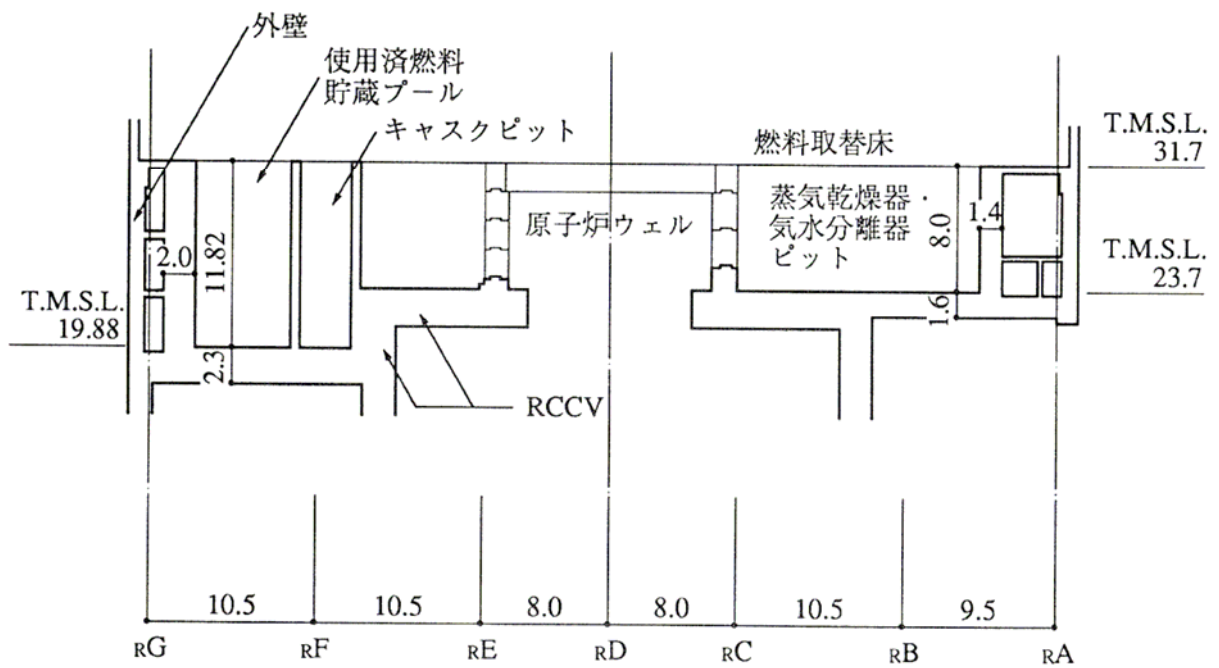 外壁
使用済燃料
貯蔵プール
キャスクピット
燃料取替床
T.M.S.L.
31.7
原子炉ウェル
蒸気乾燥器・
気水分離器
ピット
8.0
1.4
2.0
11.82
T.M.S.L.
23.7
T.M.S.L.
19.88
1.6
2.3
RCCV
10.5
10.5
8.0
8.0
10.5
9.5
RG
RF
RE
RD
RC
RB
RA